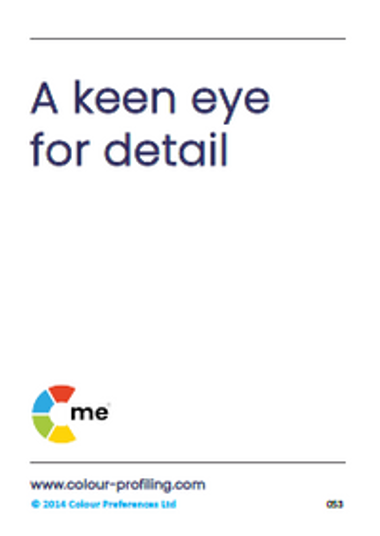 A keen eye
for detail
me
www.colour-profiling.com
© 2014 Colour Preferences Ltd 053